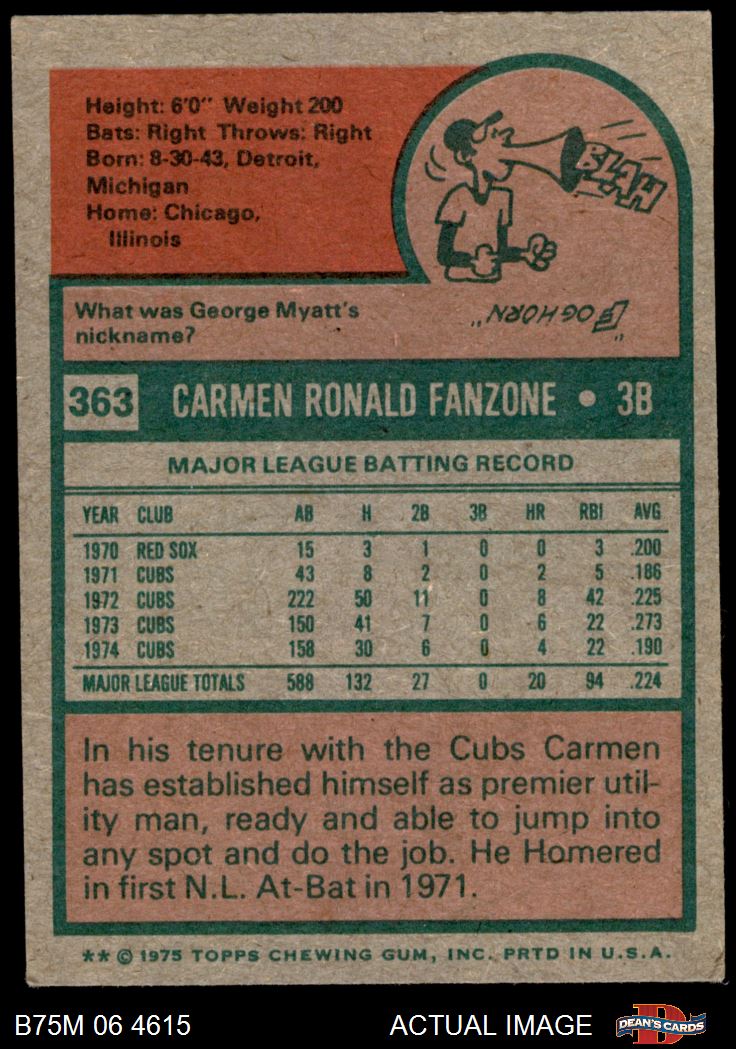 Height: 6'0" Weight 200
Bats: Right Throws: Right
Born: 8-30-43, Detroit,
Michigan
Home: Chicago,
Illinois
BLAH
What was George Myatt's
nickname?
"FOGHORN"
363 CARMEN RONALD FANZONE • 3B
MAJOR LEAGUE BATTING RECORD
YEAR CLUB AB H 2B 3B HR RBI AVG
1970 RED SOX 15 3 1 0 0 3 .200
1971 CUBS 43 8 2 0 2 5 .186
1972 CUBS 222 50 11 0 8 42 .225
1973 CUBS 150 41 7 0 6 22 .273
1974 CUBS 158 30 6 0 4 22 .190
MAJOR LEAGUE TOTALS 588 132 27 0 20 94 .224
In his tenure with the Cubs Carmen
has established himself as premier util-
ity man, ready and able to jump into
any spot and do the job. He Homered
in first N.L. At-Bat in 1971.
** © 1975 TOPPS CHEWING GUM, INC. PRTD IN U.S.A.
B75M 06 4615 ACTUAL IMAGE D DEAN'S CARDS